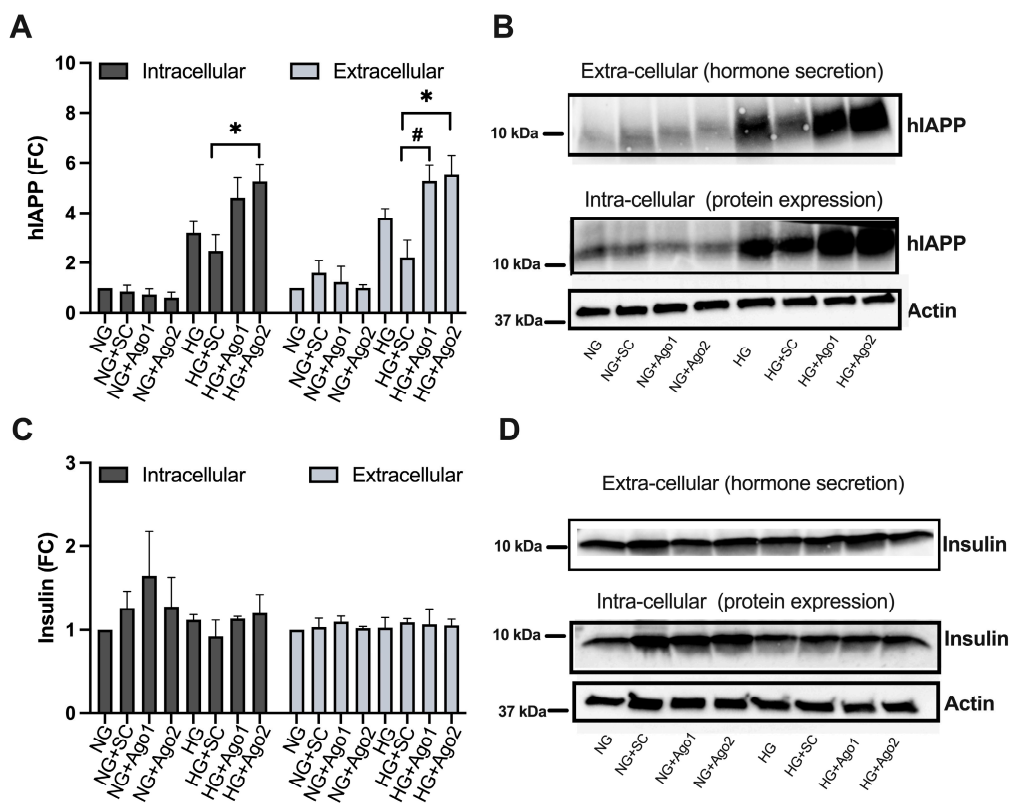 A
hIAPP (FC)
10
8
6
4
2
0
Intracellular
Extracellular
*
#
*
NG
NG+SC
NG+Ago1
NG+Ago2
HG
HG+SC
HG+Ago1
HG+Ago2
NG
NG+SC
NG+Ago1
NG+Ago2
HG
HG+SC
HG+Ago1
HG+Ago2
B
Extra-cellular (hormone secretion)
10 kDa
hIAPP
Intra-cellular (protein expression)
hIAPP
10 kDa
Actin
37 kDa
NG
NG+SC
NG+Ago1
NG+Ago2
HG
HG+SC
HG+Ago1
HG+Ago2
C
Insulin (FC)
3
2
1
0
Intracellular
Extracellular
NG
NG+SC
NG+Ago1
NG+Ago2
HG
HG+SC
HG+Ago1
HG+Ago2
NG
NG+SC
NG+Ago1
NG+Ago2
HG
HG+SC
HG+Ago1
HG+Ago2
D
Extra-cellular (hormone secretion)
10 kDa
Insulin
Intra-cellular (protein expression)
10 kDa
Insulin
Actin
37 kDa
NG
NG+SC
NG+Ago1
NG+Ago2
HG
HG+SC
HG+Ago1
HG+Ago2